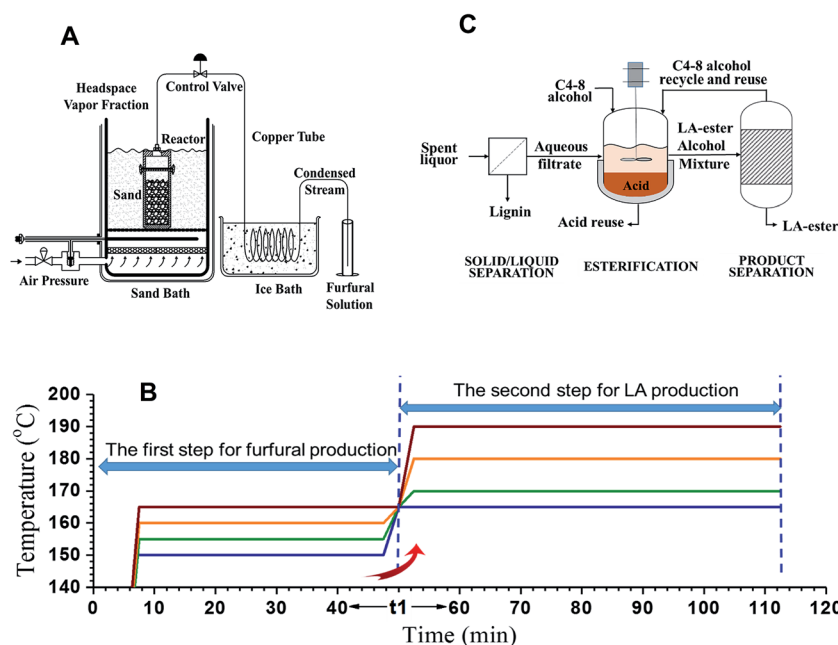 A
Headspace
Vapor Fraction
Control Valve
Reactor
Copper Tube
Sand
Condensed
Stream
Air Pressure
Sand Bath
Ice Bath
Furfural
Solution
C
C4-8
alcohol
C4-8 alcohol
recycle and reuse
Spent
liquor
Aqueous
filtrate
LA-ester
Alcohol
Mixture
Acid
Lignin
Acid reuse
LA-ester
SOLID/LIQUID
SEPARATION
ESTERIFICATION
PRODUCT
SEPARATION
B
The second step for LA production
The first step for furfural production
Temperature (°C)
200
190
180
170
160
150
140
0 10 20 30 40 t1 60 70 80 90 100 110 120
Time (min)